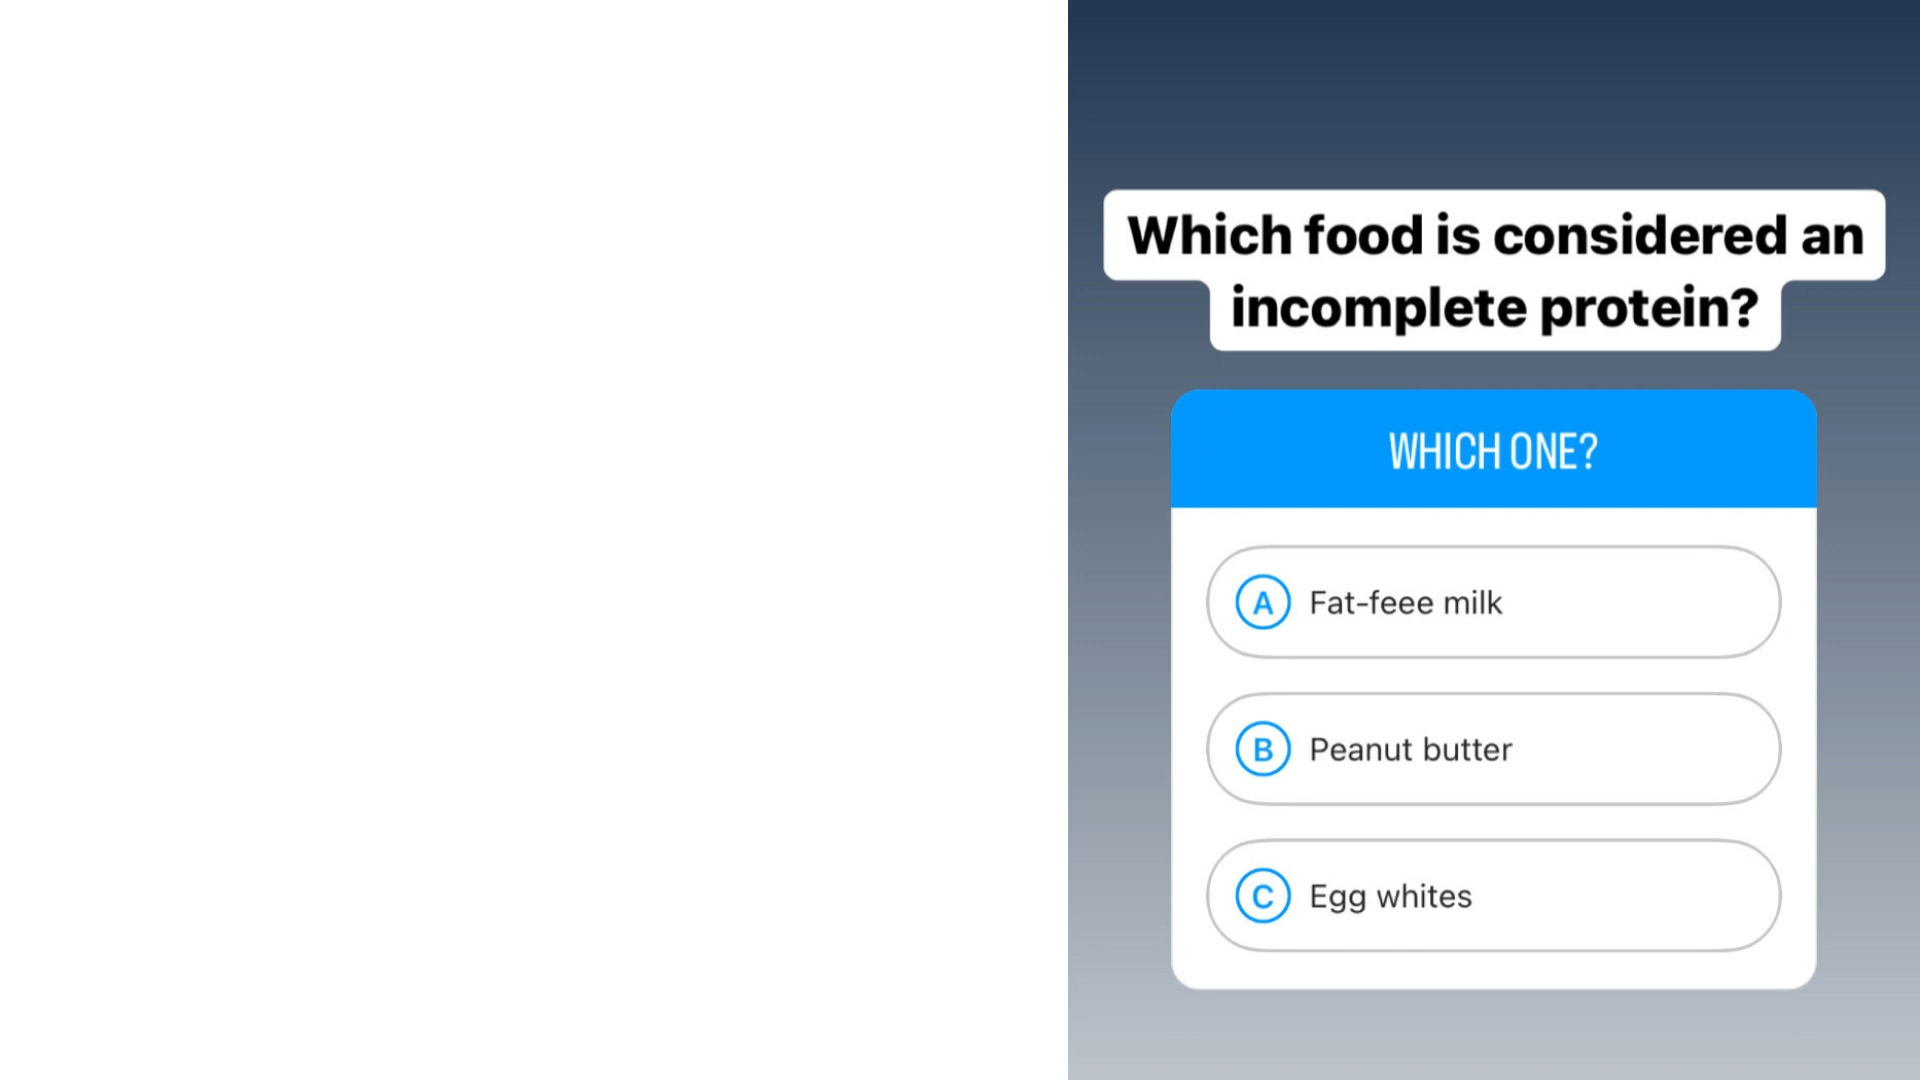 Which food is considered an
incomplete protein?
WHICH ONE?
A Fat-feee milk
B Peanut butter
C Egg whites